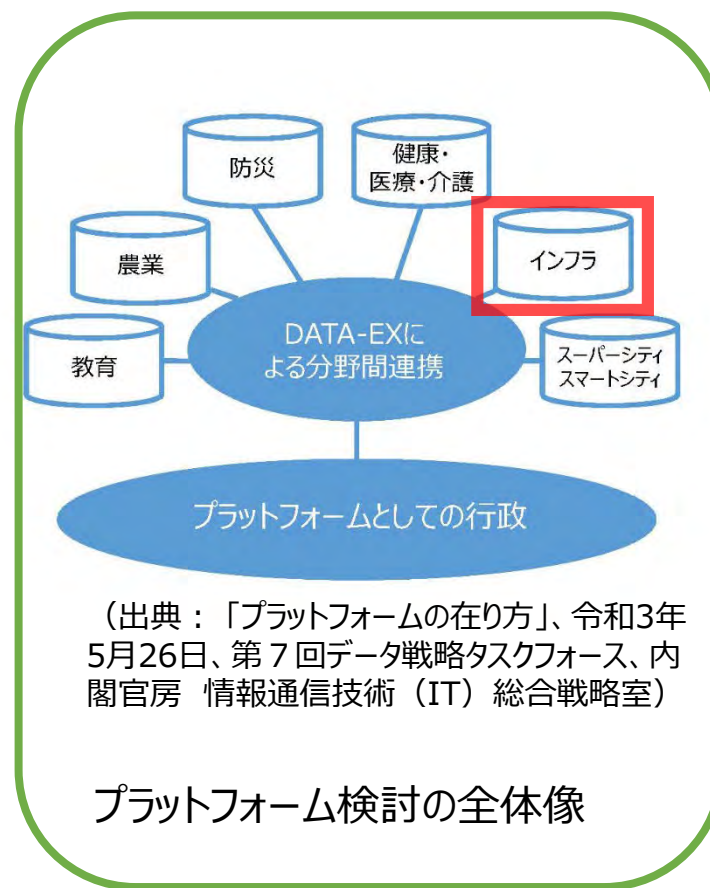 防災
健康・
医療・介護
農業
インフラ
教育
DATA-EXに
よる分野間連携
スーパーシティ
スマートシティ
プラットフォームとしての行政
（出典：「プラットフォームの在り方」、令和3年
5月26日、第７回データ戦略タスクフォース、内
閣官房 情報通信技術（IT）総合戦略室）
プラットフォーム検討の全体像